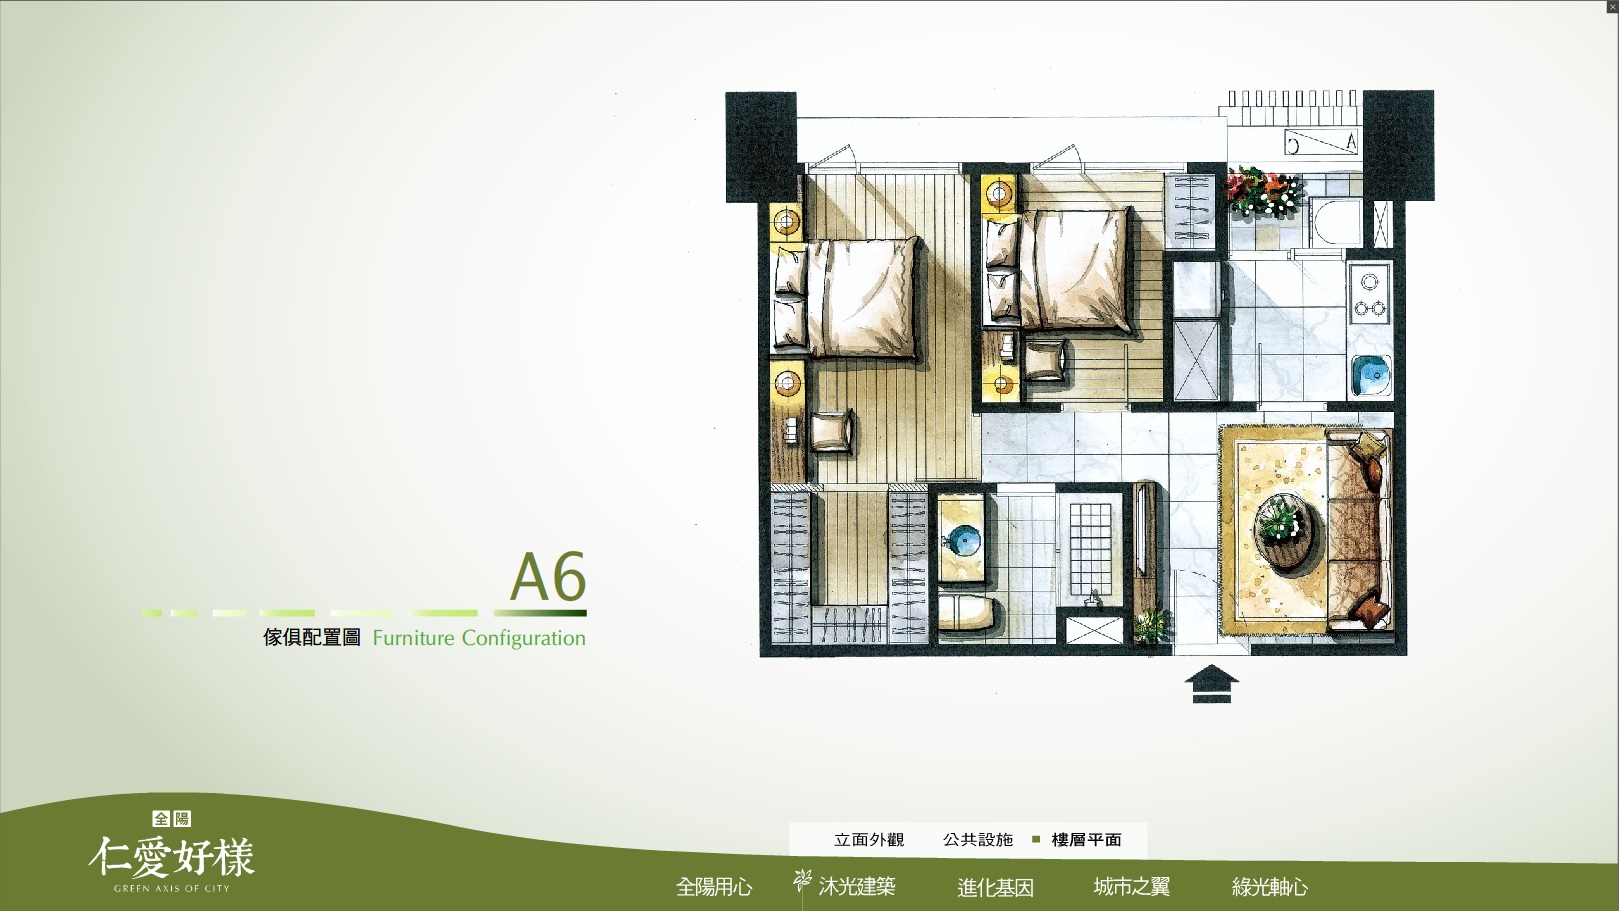 A
C
A6
傢俱配置圖 Furniture Configuration
全陽
仁愛好樣
GREEN AXIS OF CITY
立面外觀 公共設施 樓層平面
全陽用心 沐光建築 進化基因 城市之翼 綠光軸心